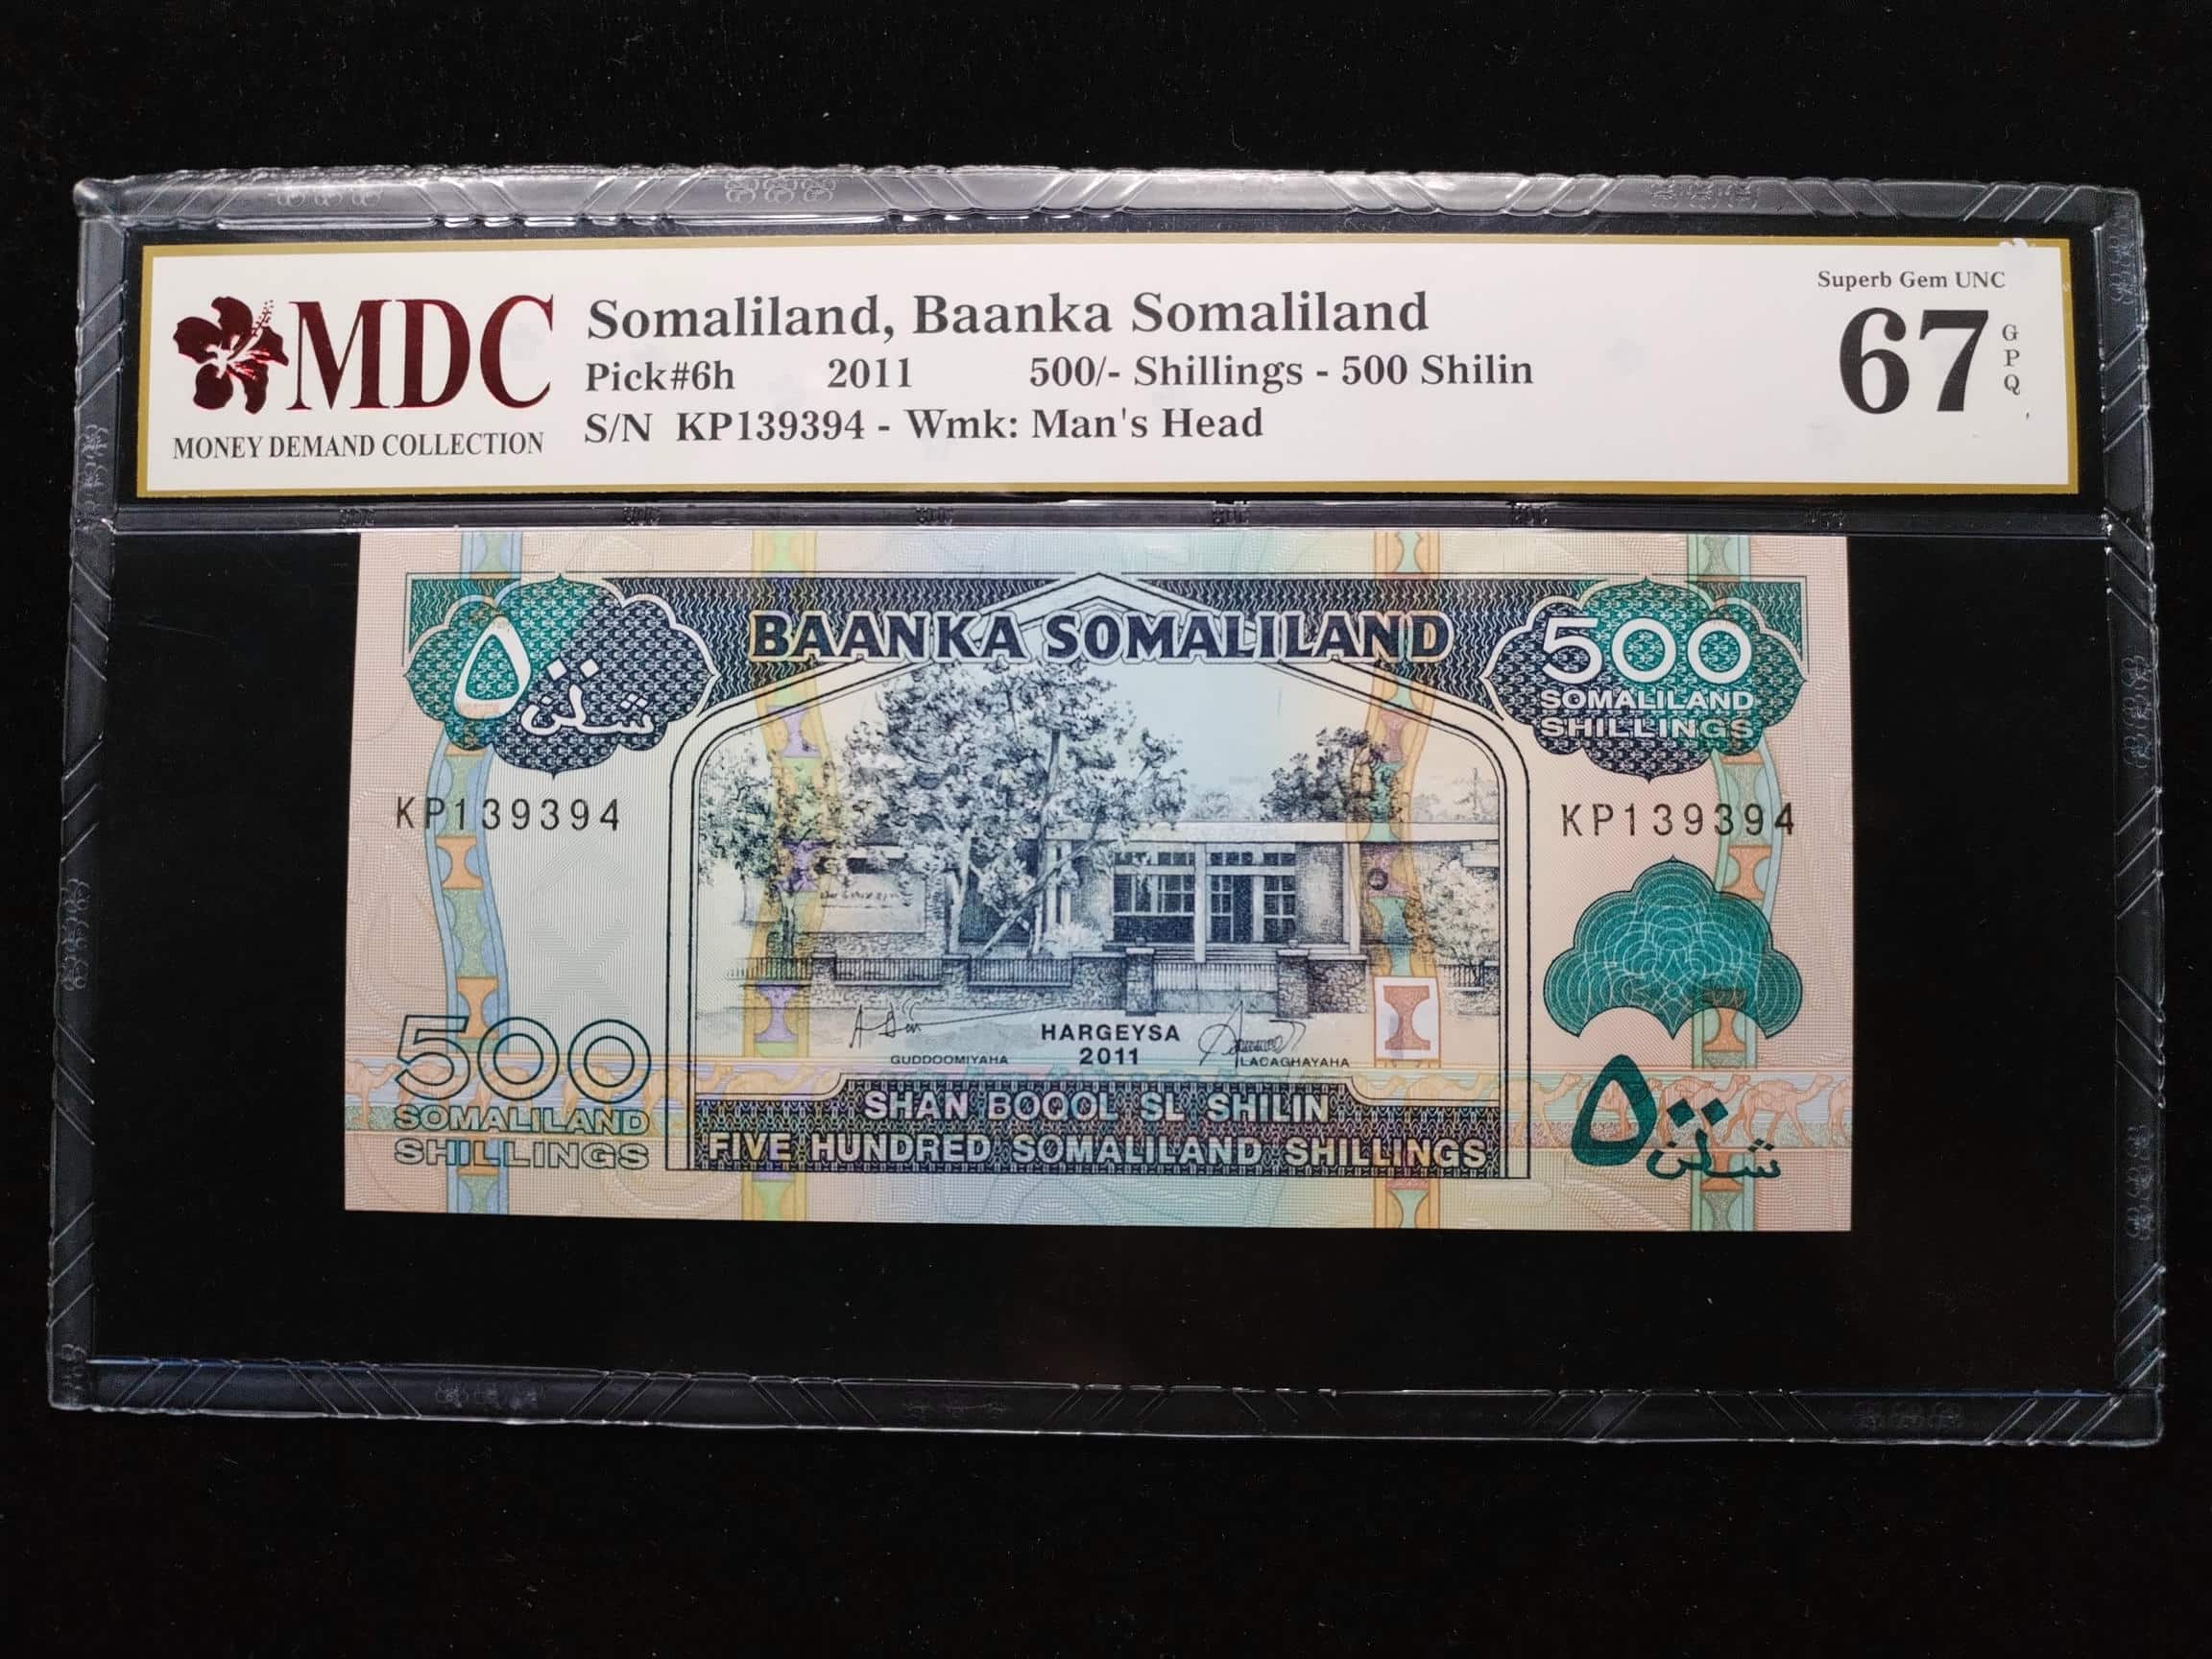 MDC
MONEY DEMAND COLLECTION
Somaliland, Baanka Somaliland
Pick#6h 2011 500/- Shillings - 500 Shilin
S/N KP139394 - Wmk: Man's Head
Superb Gem UNC
67
GPQ
BAANKA SOMALILAND
۵۰۰
شلن
500
SOMALILAND
SHILLINGS
KP139394
KP139394
HARGEYSA
2011
GUDDOOMIYAHA
LACAGHAYAHA
500
SOMALILAND
SHILLINGS
SHAN BOQOL SL SHILIN
FIVE HUNDRED SOMALILAND SHILLINGS
۵۰۰
شلن